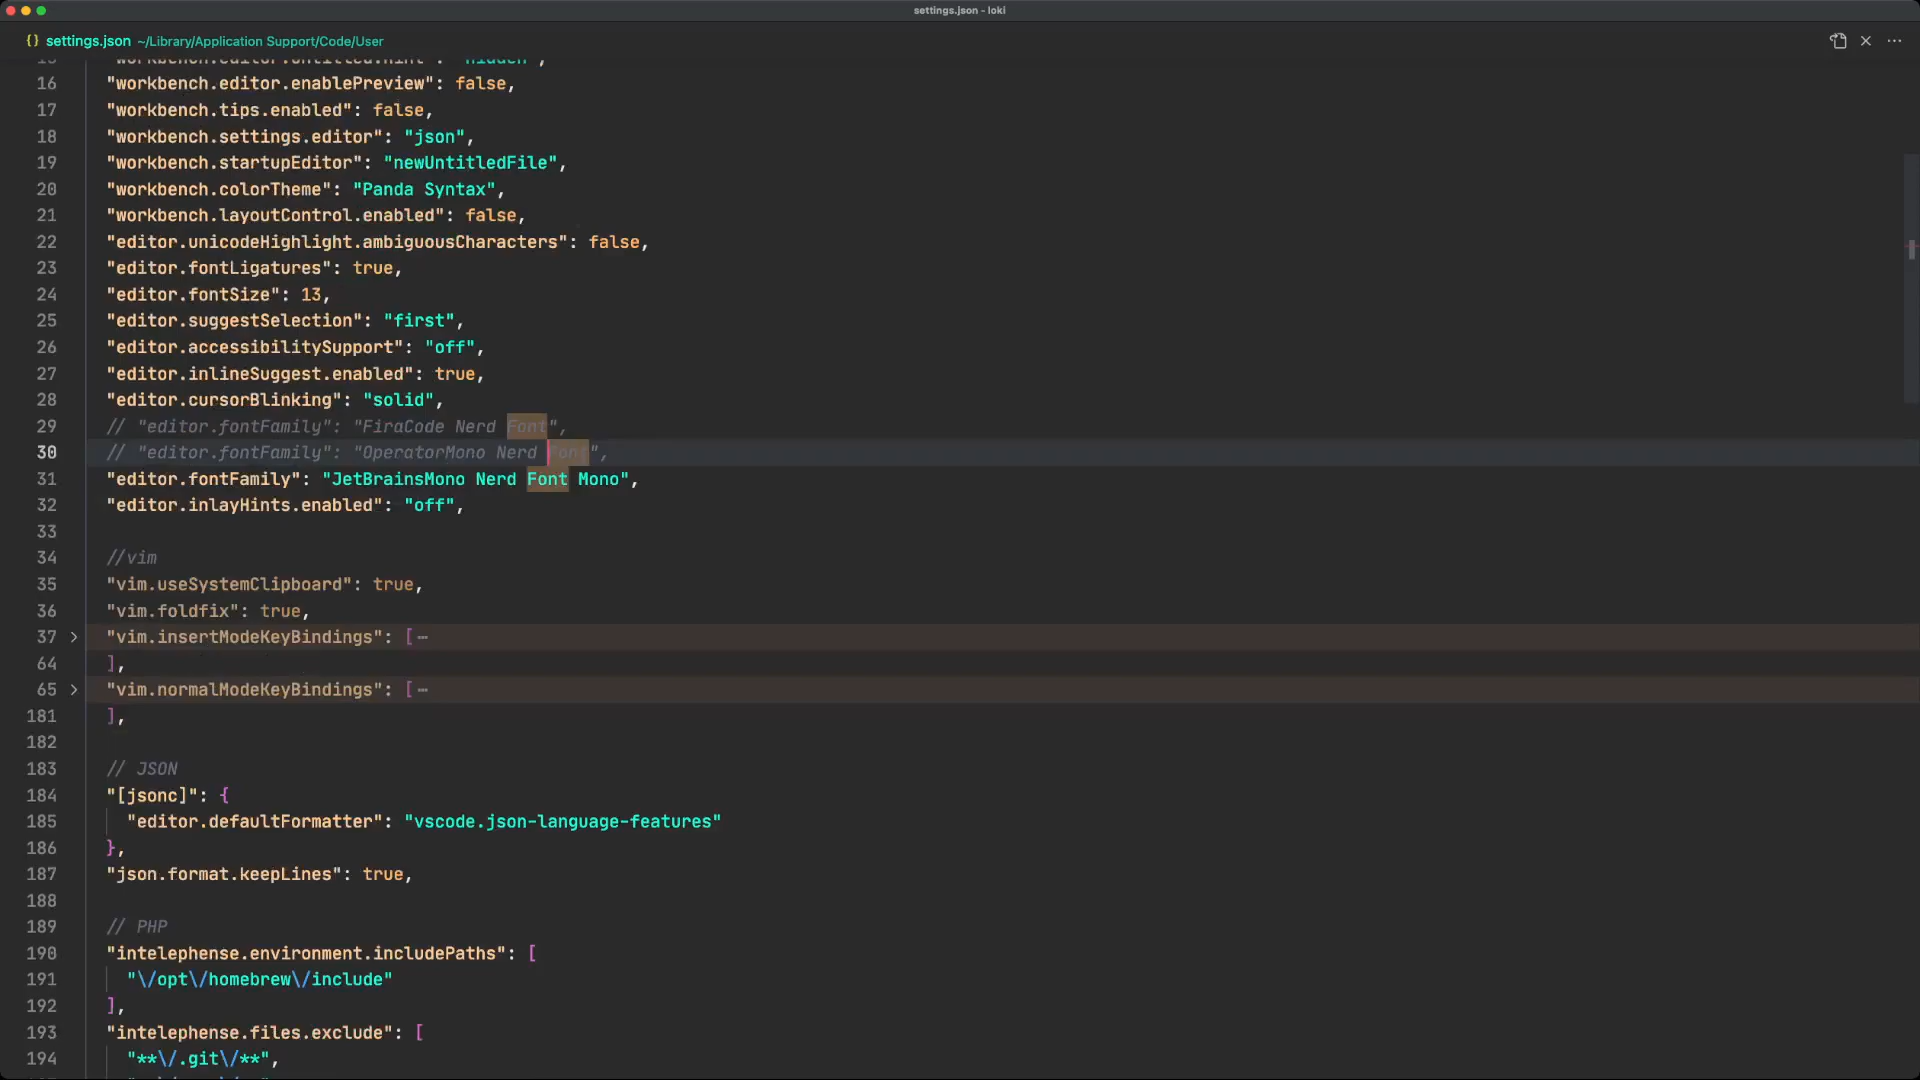 settings.json - loki
{} settings.json ~/Library/Application Support/Code/User
16 "workbench.editor.enablePreview": false,
17 "workbench.tips.enabled": false,
18 "workbench.settings.editor": "json",
19 "workbench.startupEditor": "newUntitledFile",
20 "workbench.colorTheme": "Panda Syntax",
21 "workbench.layoutControl.enabled": false,
22 "editor.unicodeHighlight.ambiguousCharacters": false,
23 "editor.fontLigatures": true,
24 "editor.fontSize": 13,
25 "editor.suggestSelection": "first",
26 "editor.accessibilitySupport": "off",
27 "editor.inlineSuggest.enabled": true,
28 "editor.cursorBlinking": "solid",
29 // "editor.fontFamily": "FiraCode Nerd Font",
30 // "editor.fontFamily": "OperatorMono Nerd Font",
31 "editor.fontFamily": "JetBrainsMono Nerd Font Mono",
32 "editor.inlayHints.enabled": "off",
33
34 //vim
35 "vim.useSystemClipboard": true,
36 "vim.foldfix": true,
37 > "vim.insertModeKeyBindings": [⋯
64 ],
65 > "vim.normalModeKeyBindings": [⋯
181 ],
182
183 // JSON
184 "[jsonc]": {
185 "editor.defaultFormatter": "vscode.json-language-features"
186 },
187 "json.format.keepLines": true,
188
189 // PHP
190 "intelephense.environment.includePaths": [
191 "\/opt\/homebrew\/include"
192 ],
193 "intelephense.files.exclude": [
194 "**\/.git\/**",